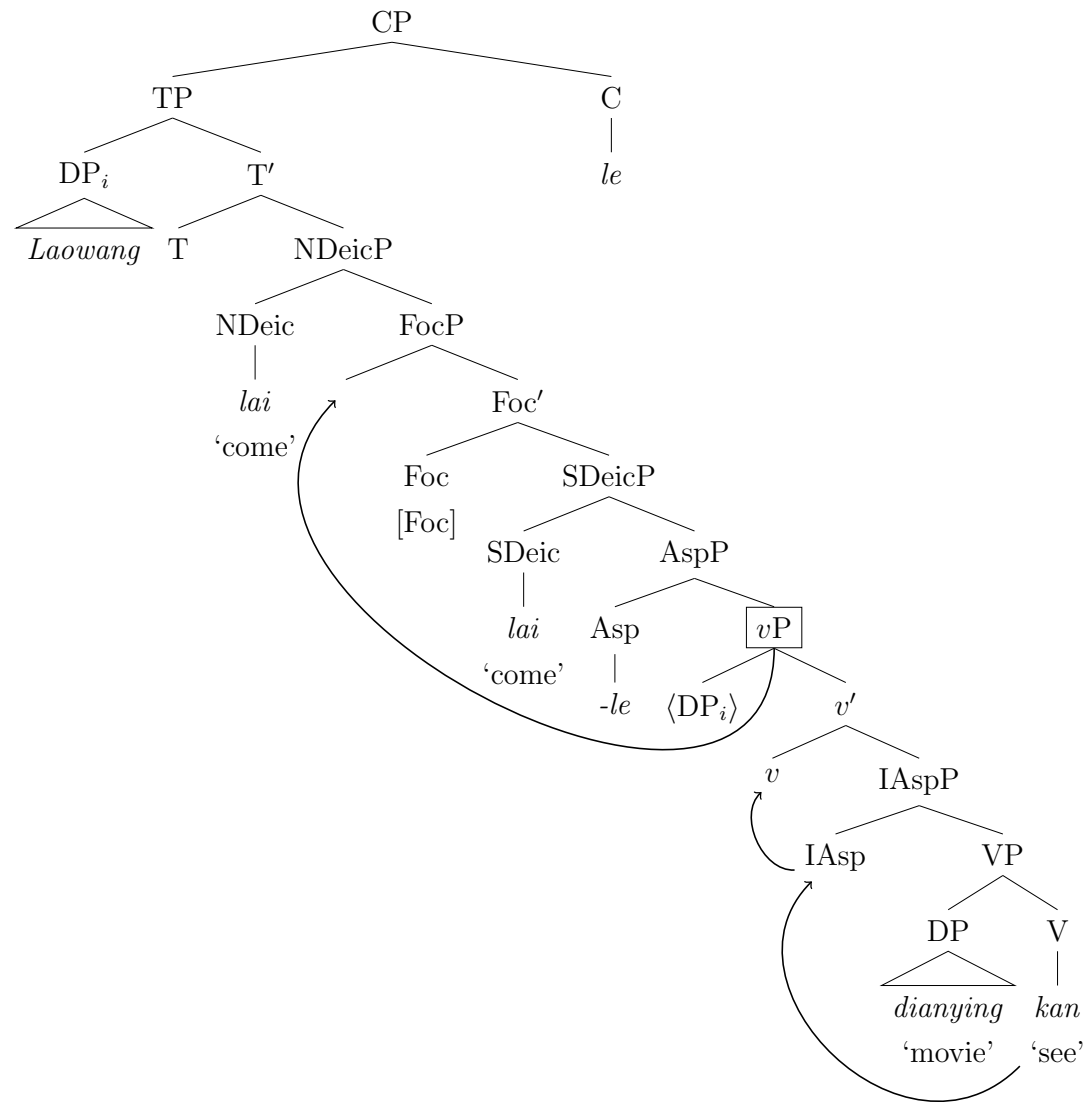 CP
TP C
DPᵢ T′ le
Laowang T NDeicP
NDeic FocP
lai Foc′
‘come’
Foc SDeicP
[Foc]
SDeic AspP
lai Asp vP
‘come’
-le ⟨DPᵢ⟩ v′
v IAspP
IAsp VP
DP V
dianying kan
‘movie’ ‘see’